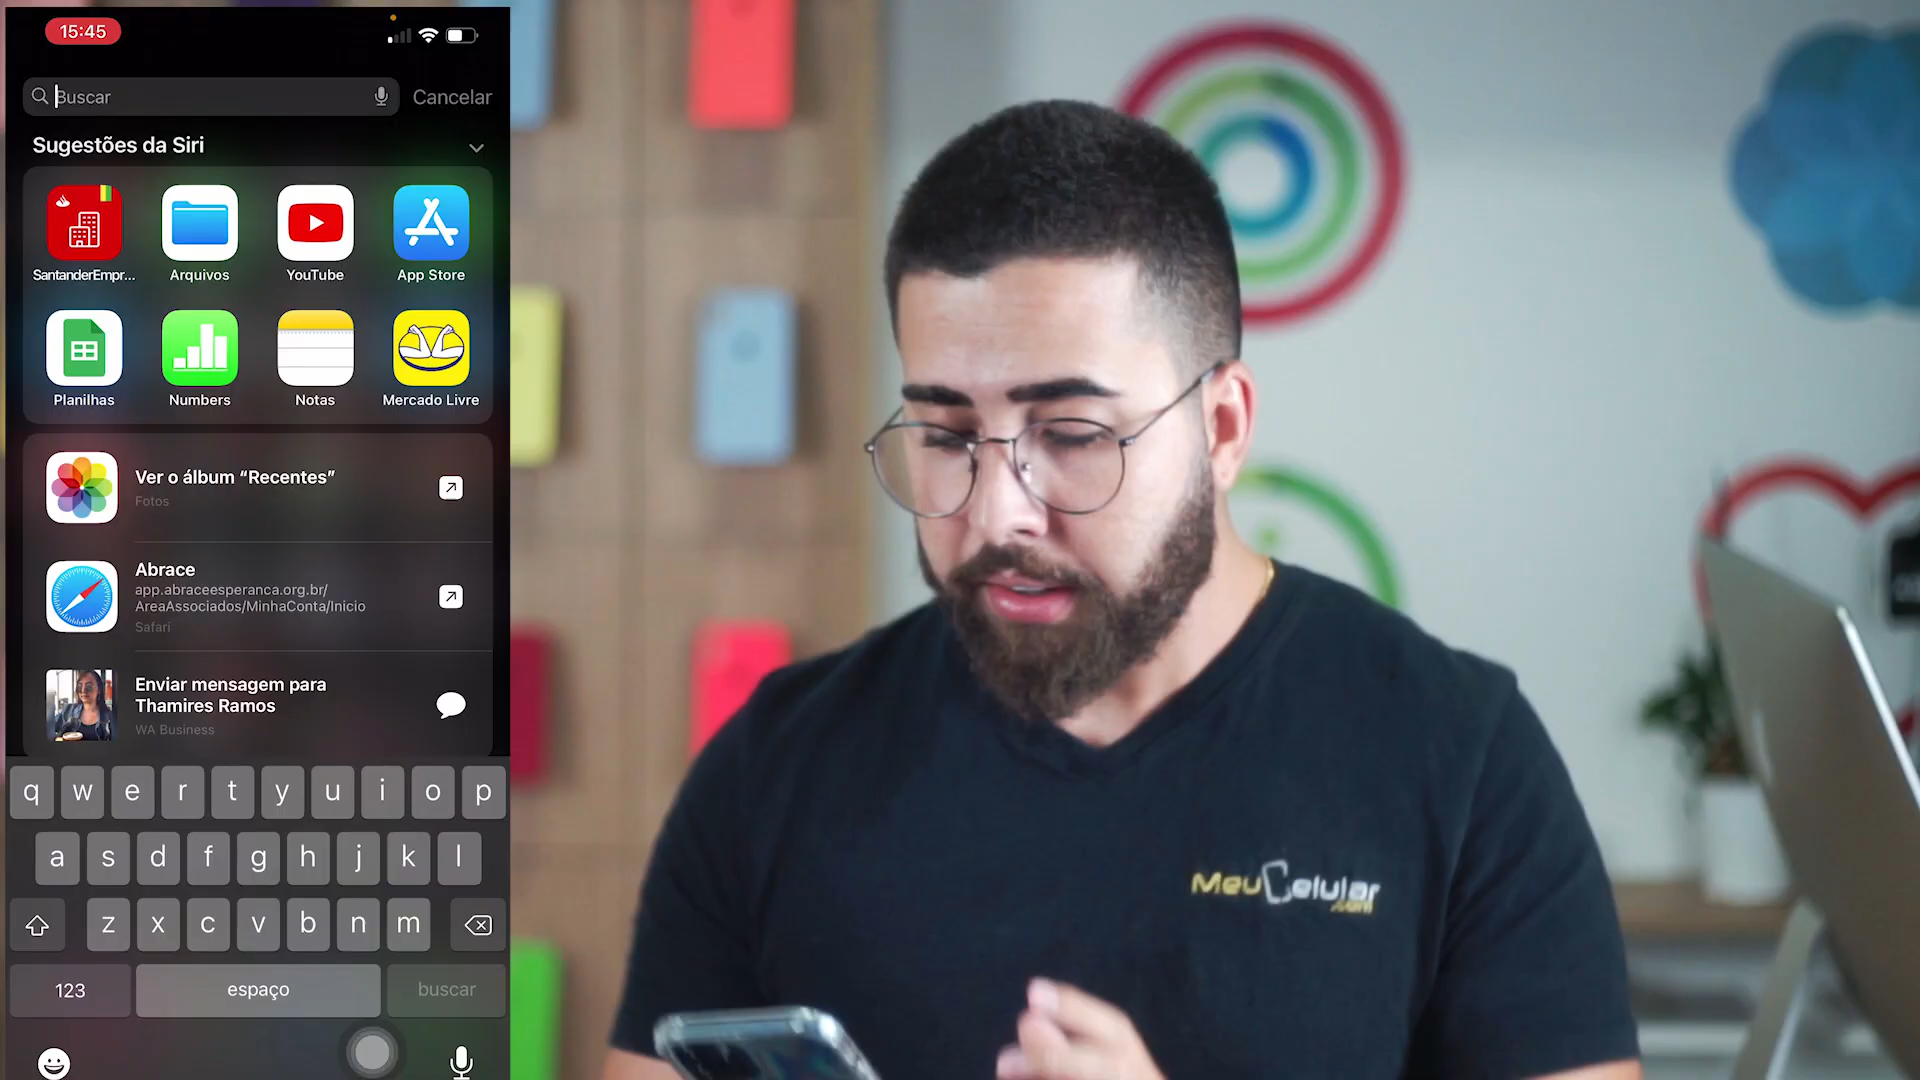 15:45
Buscar
Cancelar
Sugestões da Siri
SantanderEmpr...
Arquivos
YouTube
App Store
Planilhas
Numbers
Notas
Mercado Livre
Ver o álbum “Recentes”
Fotos
Abrace
app.abraceesperanca.org.br/
AreaAssociados/MinhaConta/Inicio
Safari
Enviar mensagem para
Thamires Ramos
WA Business
q w e r t y u i o p
a s d f g h j k l
z x c v b n m
123
espaço
buscar
MeuCelular
.com